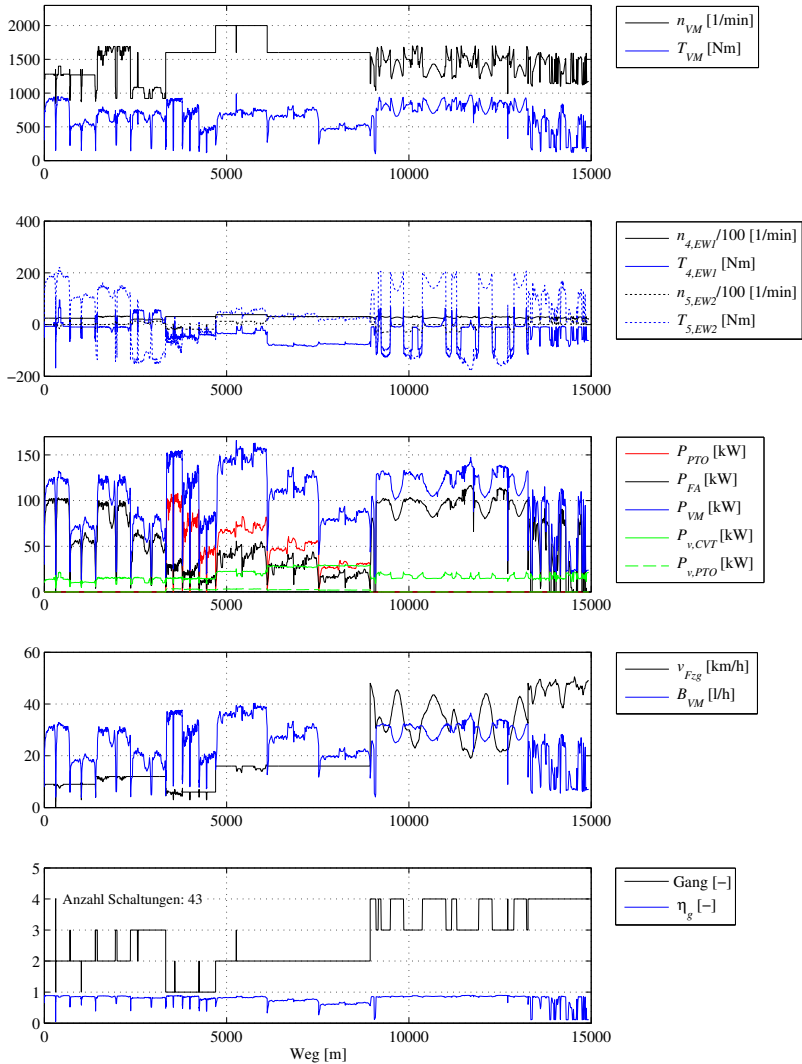 2000
1500
1000
500
0
0
5000
10000
15000
n_VM [1/min]
T_VM [Nm]
400
200
0
−200
0
5000
10000
15000
n_4,EW1/100 [1/min]
T_4,EW1 [Nm]
n_5,EW2/100 [1/min]
T_5,EW2 [Nm]
150
100
50
0
0
5000
10000
15000
P_PTO [kW]
P_FA [kW]
P_VM [kW]
P_v,CVT [kW]
P_v,PTO [kW]
60
40
20
0
0
5000
10000
15000
v_Fzg [km/h]
B_VM [l/h]
5
4
3
2
1
0
Anzahl Schaltungen: 43
0
5000
10000
15000
Weg [m]
Gang [−]
η_g [−]